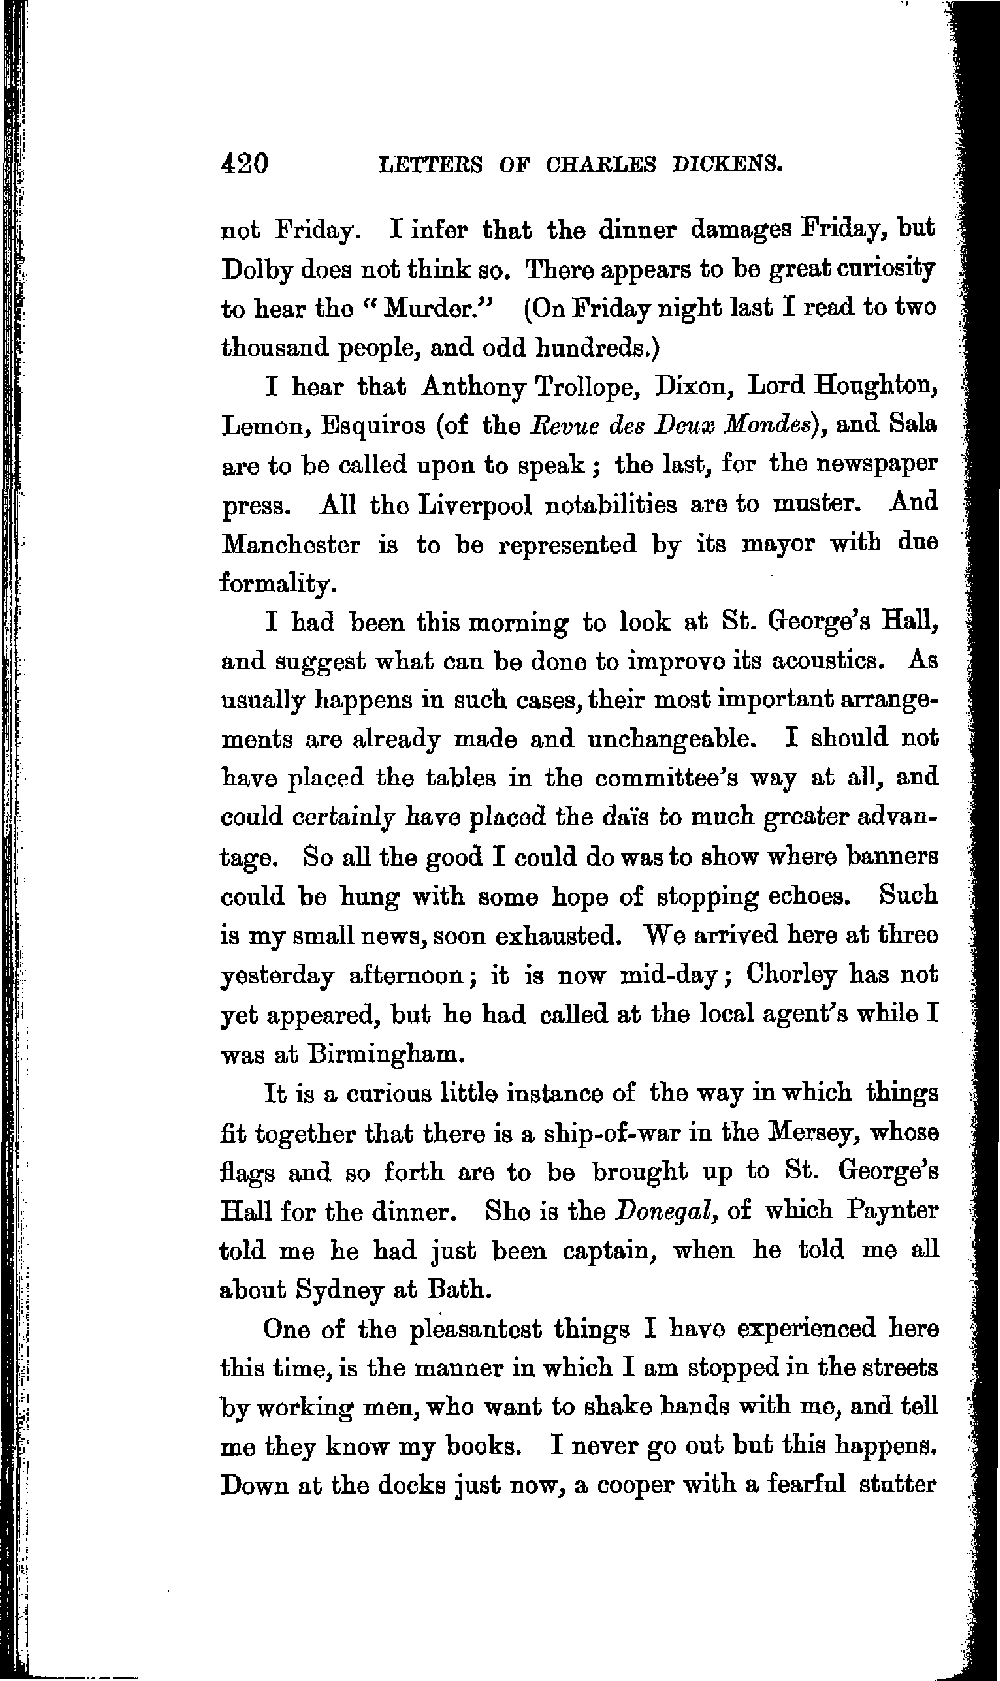 420 LETTERS OF CHARLES DICKENS.
not Friday. I infer that the dinner damages Friday, but
Dolby does not think so. There appears to be great curiosity
to hear the “Murder.” (On Friday night last I read to two
thousand people, and odd hundreds.)
I hear that Anthony Trollope, Dixon, Lord Houghton,
Lemon, Esquiros (of the Revue des Deux Mondes), and Sala
are to be called upon to speak; the last, for the newspaper
press. All the Liverpool notabilities are to muster. And
Manchester is to be represented by its mayor with due
formality.
I had been this morning to look at St. George's Hall,
and suggest what can be done to improve its acoustics. As
usually happens in such cases, their most important arrange-
ments are already made and unchangeable. I should not
have placed the tables in the committee's way at all, and
could certainly have placed the daïs to much greater advan-
tage. So all the good I could do was to show where banners
could be hung with some hope of stopping echoes. Such
is my small news, soon exhausted. We arrived here at three
yesterday afternoon; it is now mid-day; Chorley has not
yet appeared, but he had called at the local agent's while I
was at Birmingham.
It is a curious little instance of the way in which things
fit together that there is a ship-of-war in the Mersey, whose
flags and so forth are to be brought up to St. George's
Hall for the dinner. She is the Donegal, of which Paynter
told me he had just been captain, when he told me all
about Sydney at Bath.
One of the pleasantest things I have experienced here
this time, is the manner in which I am stopped in the streets
by working men, who want to shake hands with me, and tell
me they know my books. I never go out but this happens.
Down at the docks just now, a cooper with a fearful stutter